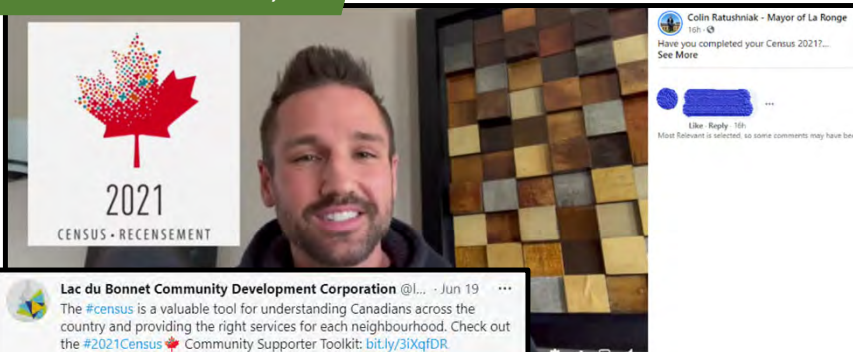 2021
CENSUS • RECENSEMENT
Colin Ratushniak - Mayor of La Ronge
16h ·
Have you completed your Census 2021?...
See More
...
Like · Reply · 16h
Most Relevant is selected, so some comments may have
Lac du Bonnet Community Development Corporation @l... · Jun 19 ...
The #census is a valuable tool for understanding Canadians across the
country and providing the right services for each neighbourhood. Check out
the #2021Census Community Supporter Toolkit: bit.ly/3iXqfDR